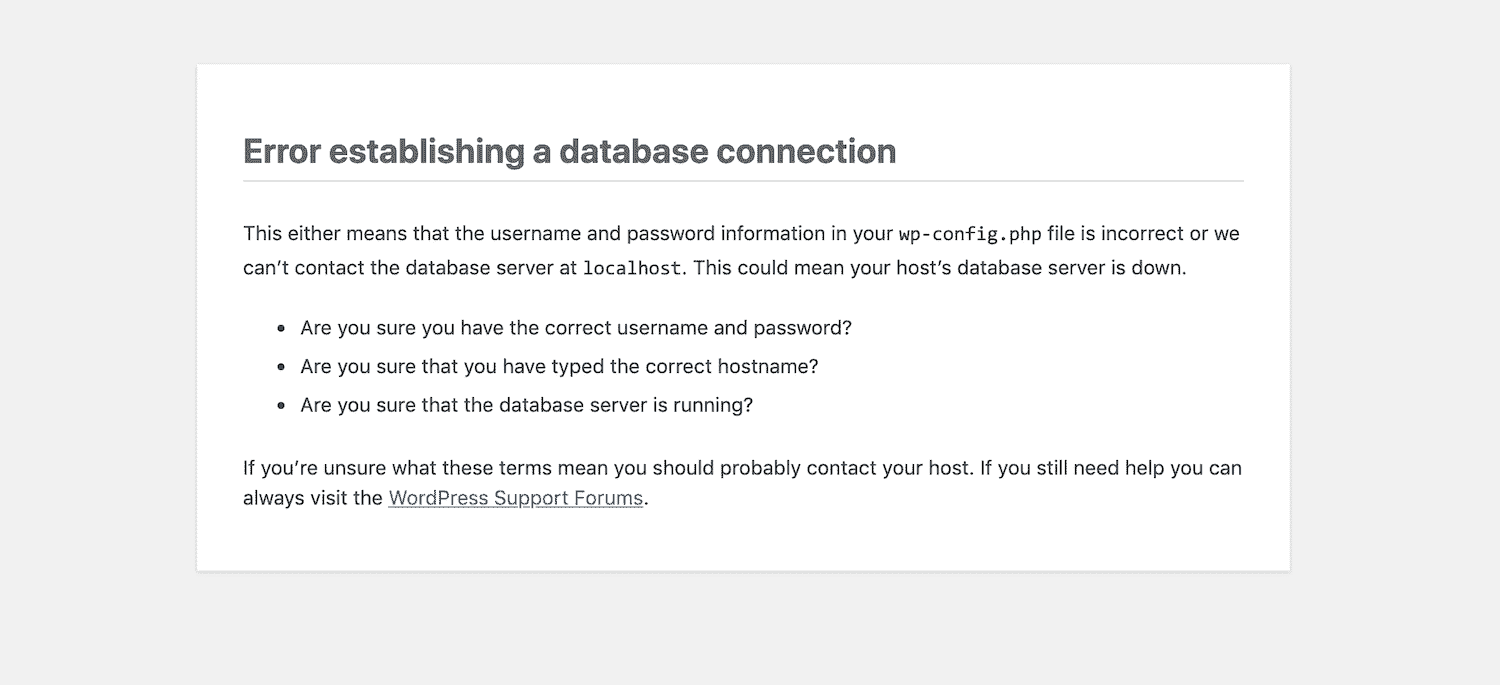 Error establishing a database connection
This either means that the username and password information in your wp-config.php file is incorrect or we
can’t contact the database server at localhost. This could mean your host’s database server is down.
• Are you sure you have the correct username and password?
• Are you sure that you have typed the correct hostname?
• Are you sure that the database server is running?
If you’re unsure what these terms mean you should probably contact your host. If you still need help you can
always visit the WordPress Support Forums.